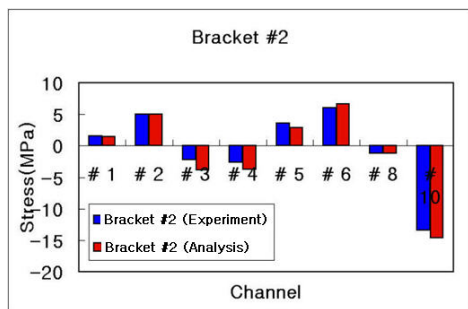 Bracket #2
10
5
0
-5
-10
-15
-20
Stress(MPa)
# 1 # 2 # 3 # 4 # 5 # 6 # 8 # 10
Bracket #2 (Experiment)
Bracket #2 (Analysis)
Channel